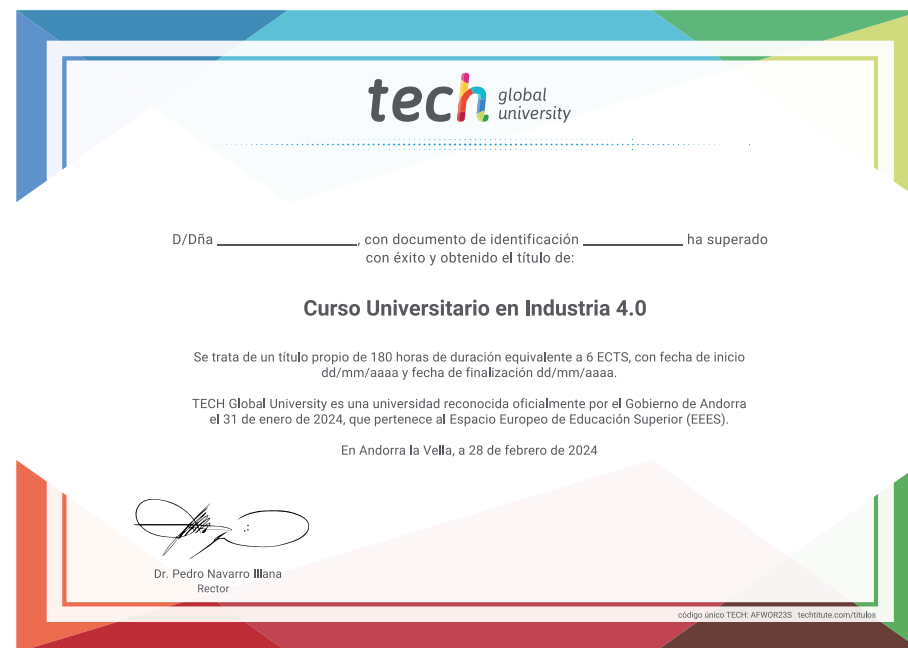 tech global university
D/Dña ____________, con documento de identificación ____________ ha superado
con éxito y obtenido el título de:
Curso Universitario en Industria 4.0
Se trata de un título propio de 180 horas de duración equivalente a 6 ECTS, con fecha de inicio
dd/mm/aaaa y fecha de finalización dd/mm/aaaa.
TECH Global University es una universidad reconocida oficialmente por el Gobierno de Andorra
el 31 de enero de 2024, que pertenece al Espacio Europeo de Educación Superior (EEES).
En Andorra la Vella, a 28 de febrero de 2024
Dr. Pedro Navarro Illana
Rector
código único TECH: AFWOR23S techtitute.com/titulos